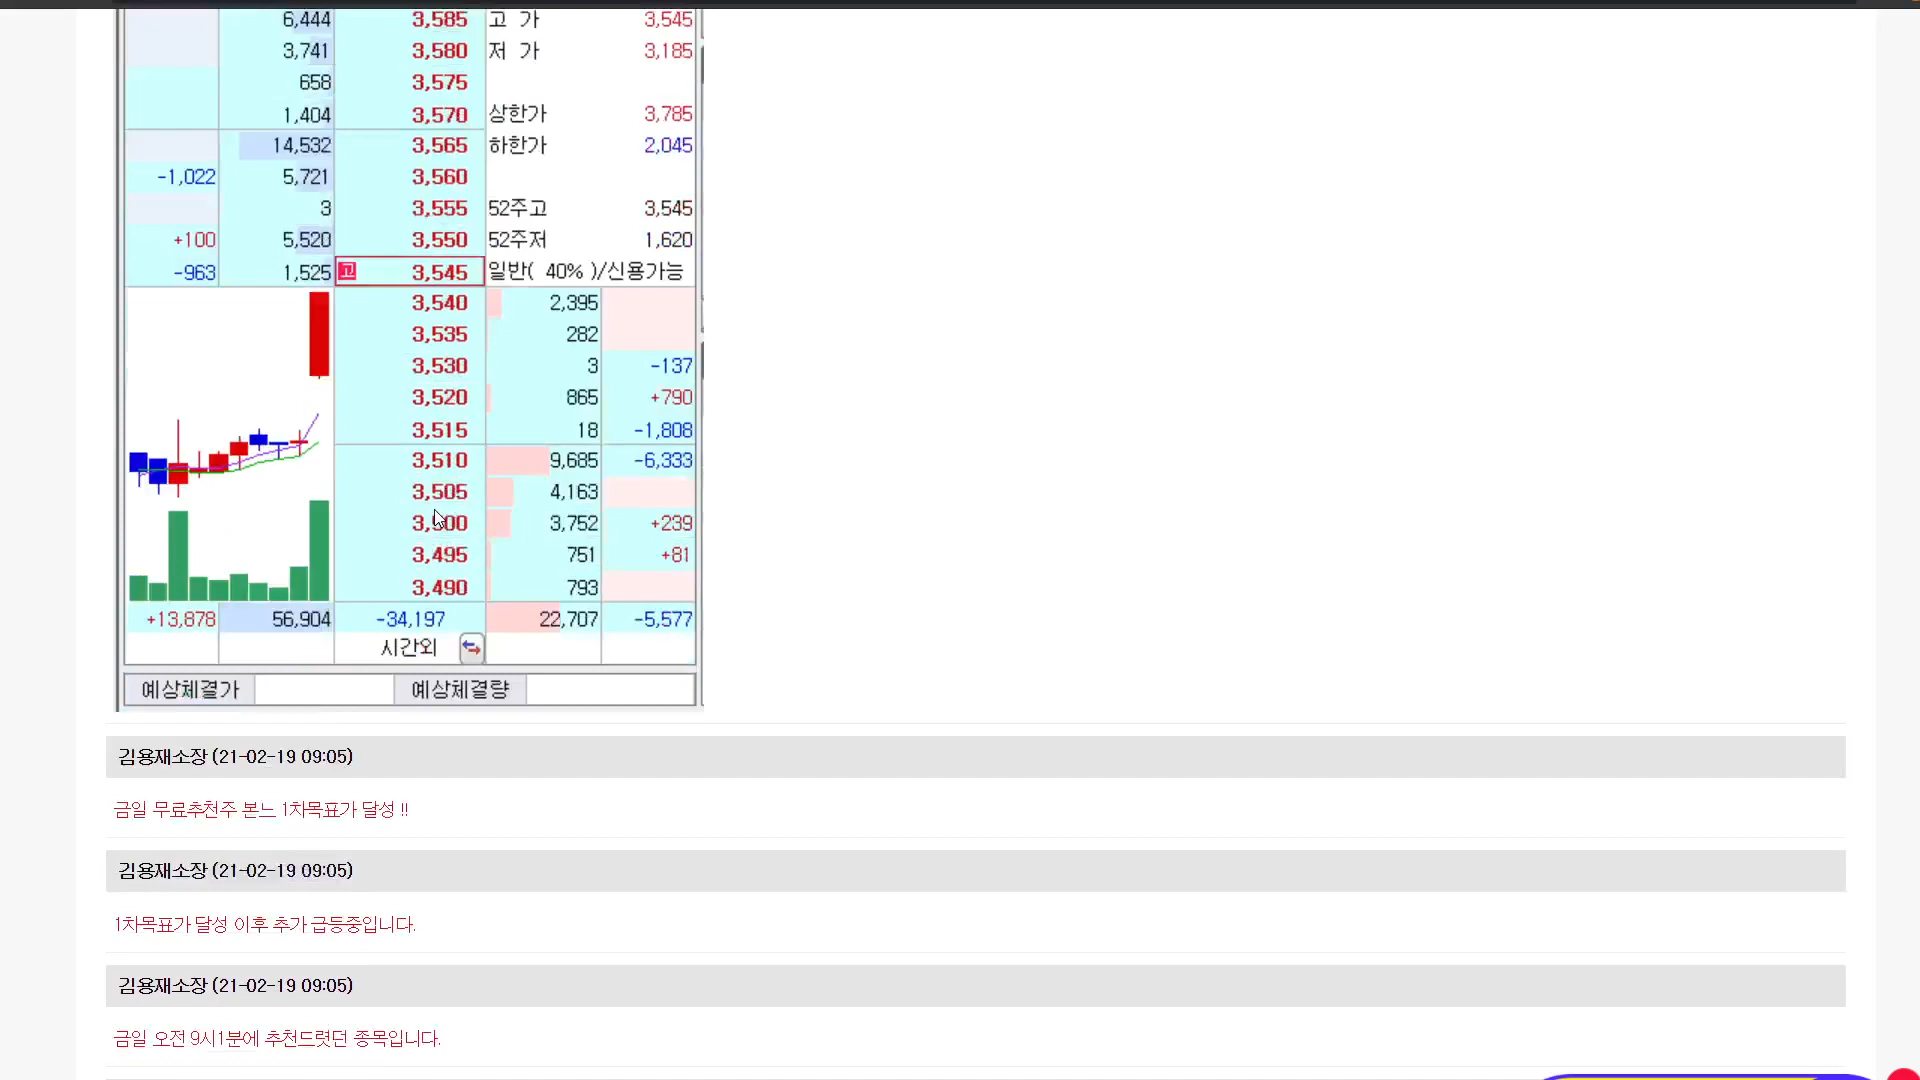 6,444 3,585 고 가 3,545
3,741 3,580 저 가 3,185
658 3,575
1,404 3,570 상한가 3,785
14,532 3,565 하한가 2,045
-1,022 5,721 3,560
3 3,555 52주고 3,545
+100 5,520 3,550 52주저 1,620
-963 1,525 고 3,545 일반( 40% )/신용가능
3,540 2,395
3,535 282
3,530 3 -137
3,520 865 +790
3,515 18 -1,808
3,510 9,685 -6,333
3,505 4,163
3,500 3,752 +239
3,495 751 +81
3,490 793
+13,878 56,904 -34,197 22,707 -5,577
시간외
예상체결가 예상체결량
김용재소장 (21-02-19 09:05)
금일 무료추천주 본느 1차목표가 달성 !!
김용재소장 (21-02-19 09:05)
1차목표가 달성 이후 추가 급등중입니다.
김용재소장 (21-02-19 09:05)
금일 오전 9시1분에 추천드렷던 종목입니다.